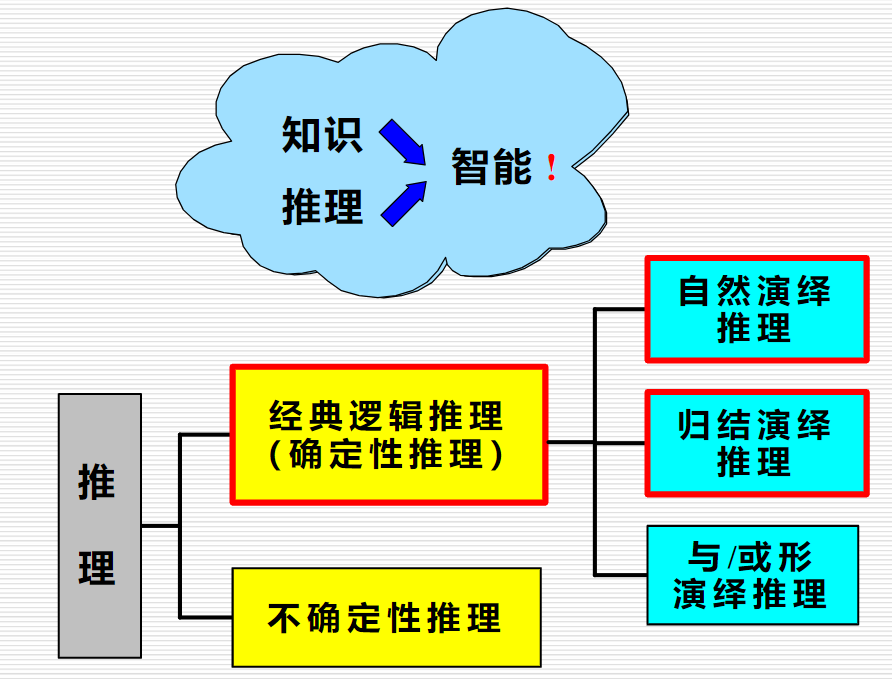 知识
推理
智能！
自然演绎
推理
经典逻辑推理
(确定性推理)
归结演绎
推理
推
理
与/或形
演绎推理
不确定性推理